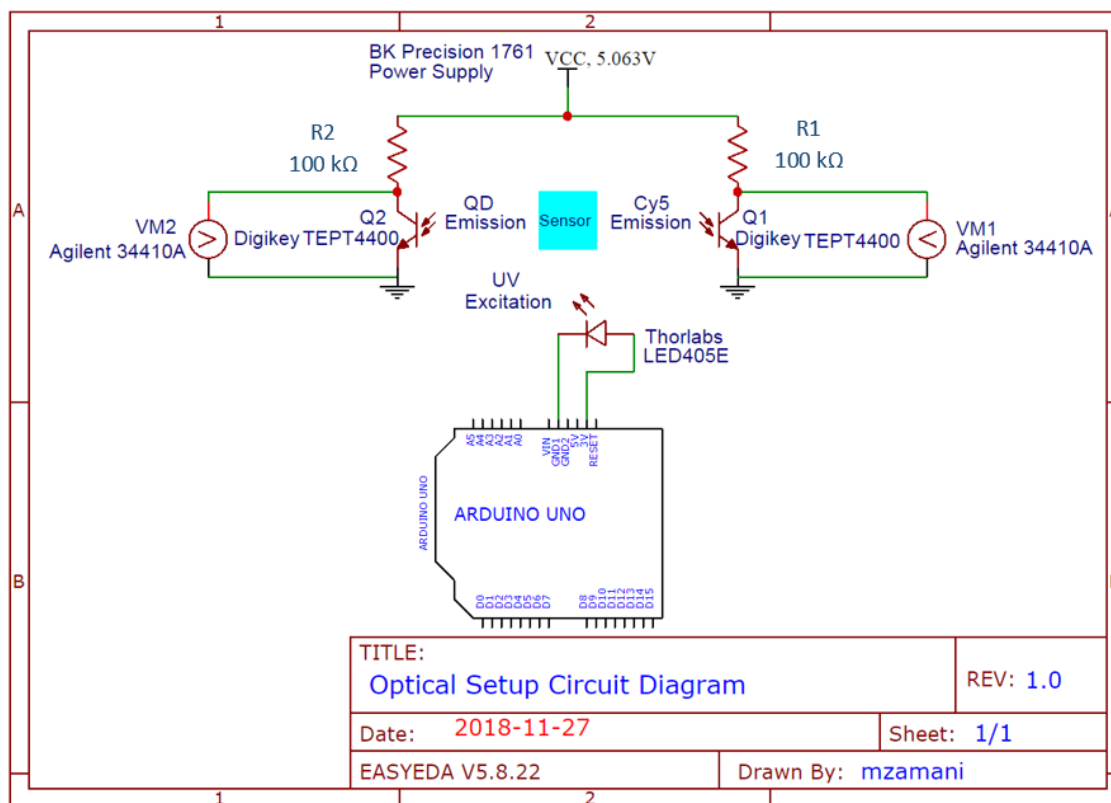 1
2
BK Precision 1761
Power Supply
VCC, 5.063V
R2
100 kΩ
R1
100 kΩ
A
VM2
Agilent 34410A
Q2
Digikey TEPT4400
QD
Emission
Sensor
Cy5
Emission
Q1
Digikey TEPT4400
VM1
Agilent 34410A
UV
Excitation
Thorlabs
LED405E
A5
A4
A3
A2
A1
A0
VIN
GND1
GND2
5V
3V
RESET
ARDUINO UNO
ARDUINO UNO
B
D0
D1
D2
D3
D4
D5
D6
D7
D8
D9
D10
D11
D12
D13
D14
D15
TITLE:
Optical Setup Circuit Diagram
REV: 1.0
Date: 2018-11-27
Sheet: 1/1
EASYEDA V5.8.22
Drawn By: mzamani
1
2